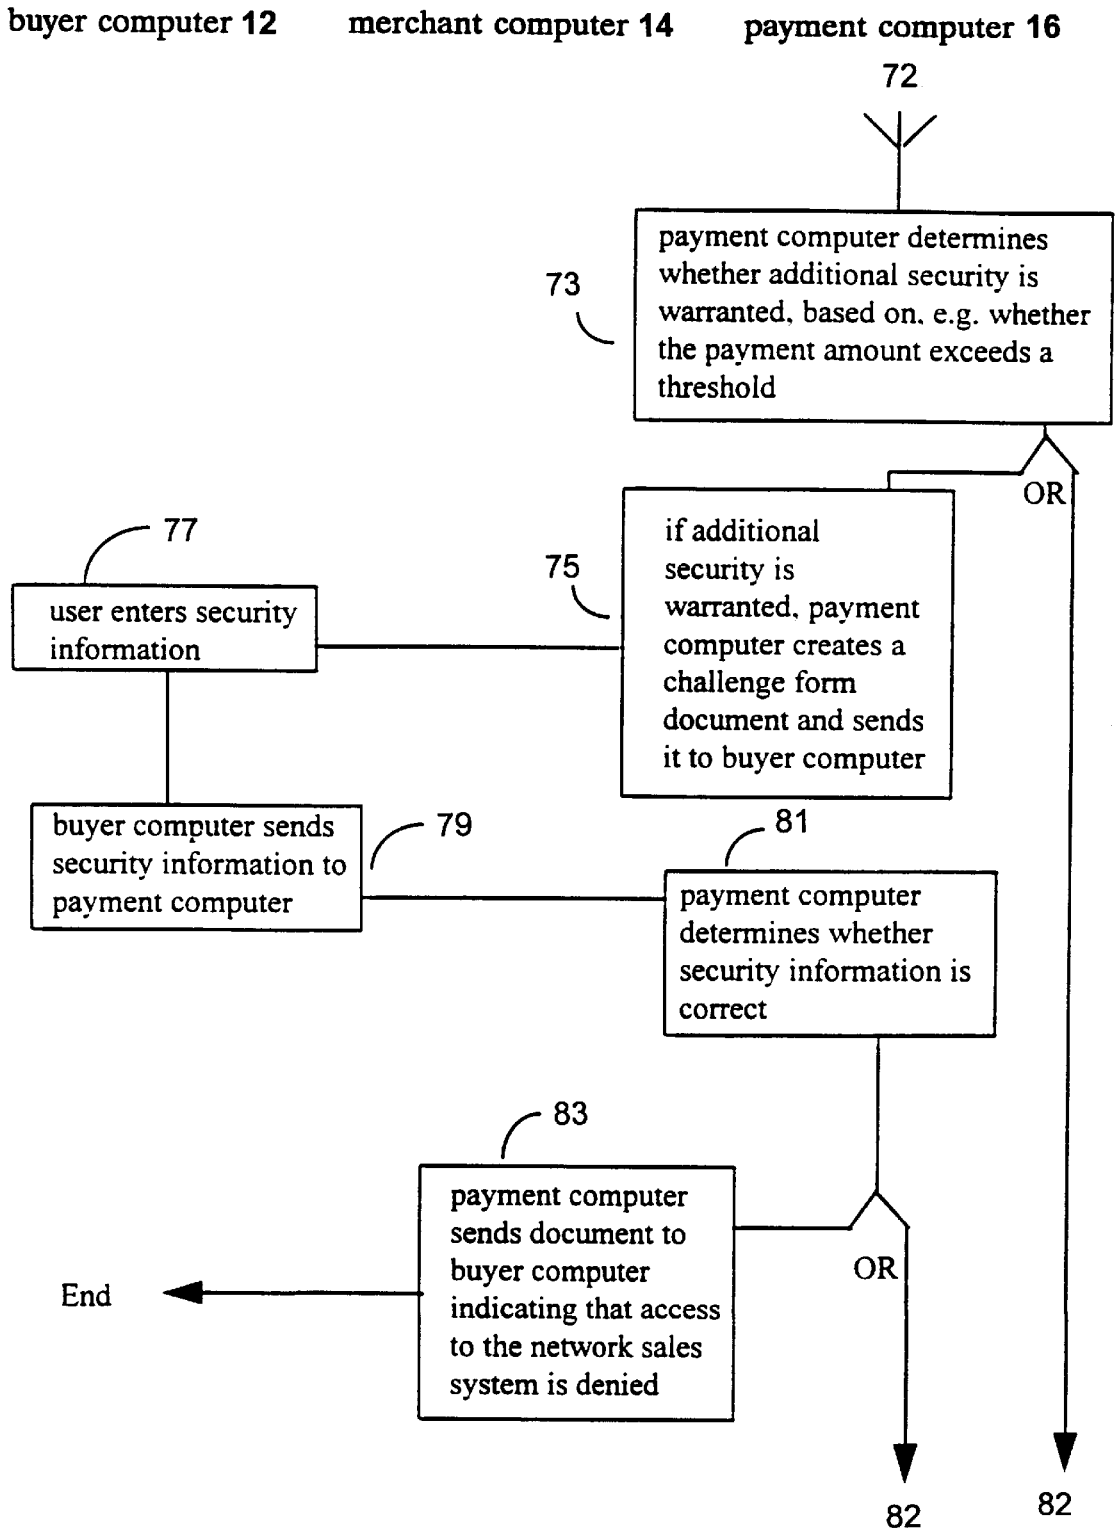 buyer computer 12 merchant computer 14 payment computer 16
72
payment computer determines
whether additional security is
warranted, based on, e.g. whether
the payment amount exceeds a
threshold
73
OR
if additional
security is
warranted, payment
computer creates a
challenge form
document and sends
it to buyer computer
75
77
user enters security
information
buyer computer sends
security information to
payment computer
79
81
payment computer
determines whether
security information is
correct
83
payment computer
sends document to
buyer computer
indicating that access
to the network sales
system is denied
OR
End
82
82